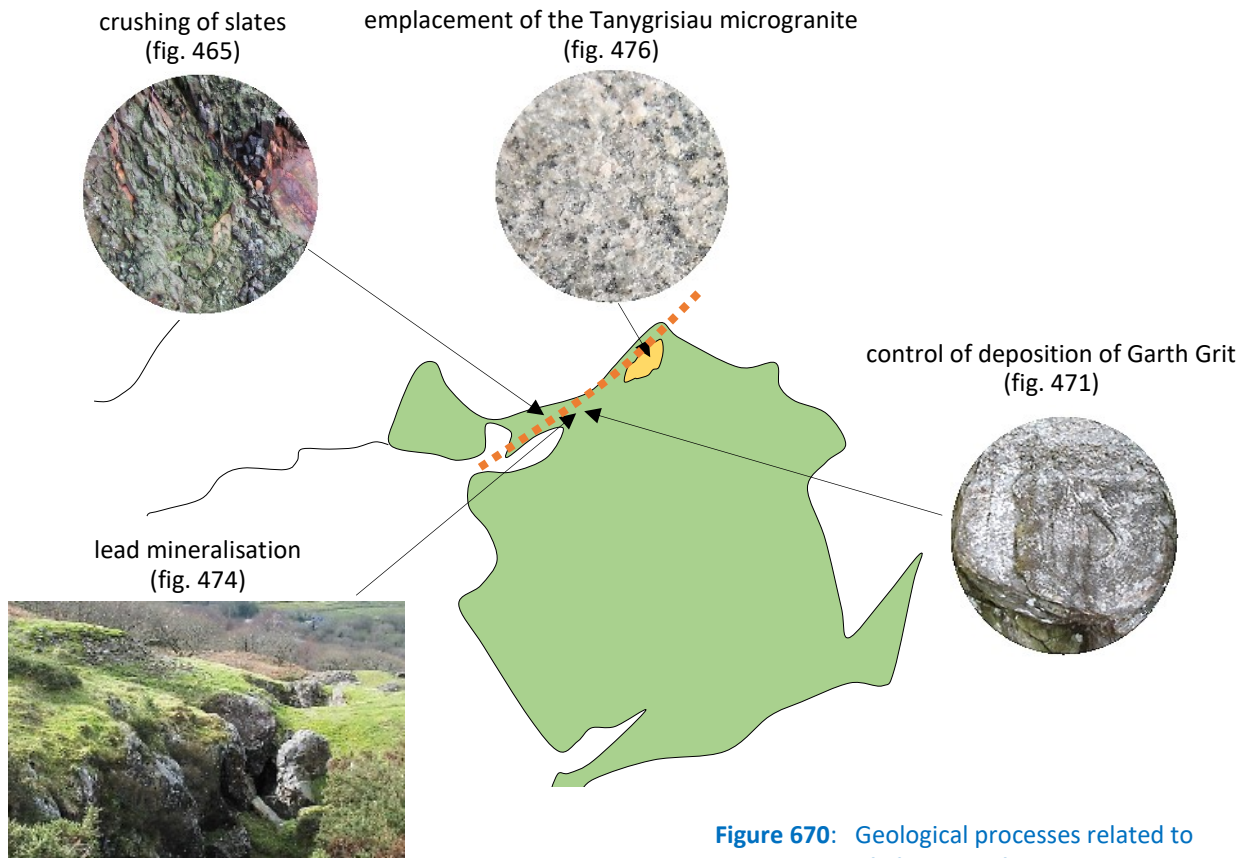 crushing of slates
(fig. 465)
emplacement of the Tanygrisiau microgranite
(fig. 476)
control of deposition of Garth Grit
(fig. 471)
lead mineralisation
(fig. 474)
Figure 670: Geological processes related to